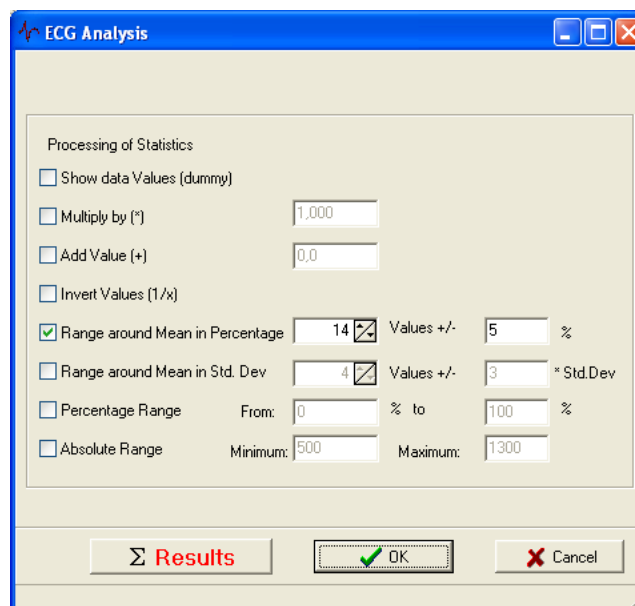 ECG Analysis
Processing of Statistics
Show data Values (dummy)
Multiply by (*) 1,000
Add Value (+) 0,0
Invert Values (1/x)
Range around Mean in Percentage 14 Values +/- 5 %
Range around Mean in Std. Dev 4 Values +/- 3 * Std.Dev
Percentage Range From: 0 % to 100 %
Absolute Range Minimum: 500 Maximum: 1300
Σ Results OK Cancel